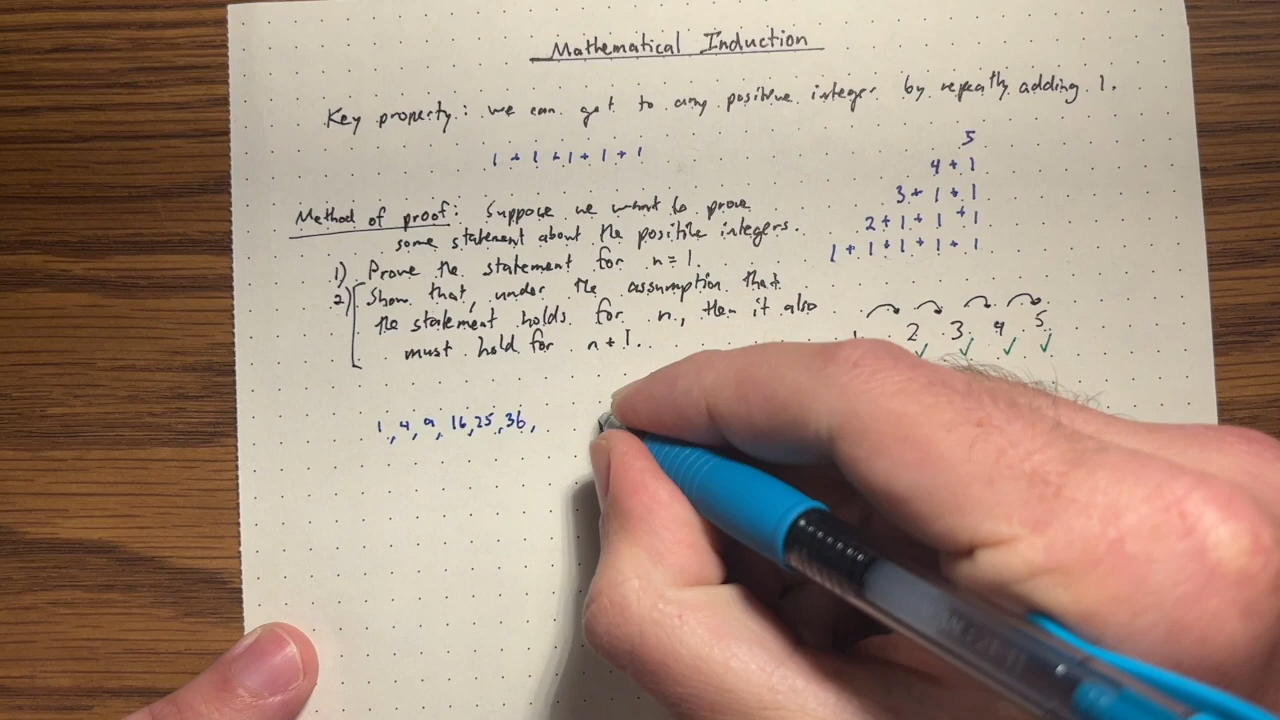 Mathematical Induction
Key property: we can get to any positive integer by repeatly adding 1.
1 + 1 + 1 + 1 + 1
5
4 + 1
3 + 1 + 1
2 + 1 + 1 + 1
1 + 1 + 1 + 1 + 1
Method of proof: Suppose we want to prove
some statement about the positive integers.
1) Prove the statement for n = 1.
2) Show that, under the assumption that
the statement holds for n, then it also
must hold for n + 1.
2 3 4 5
✓ ✓ ✓ ✓
1, 4, 9, 16, 25, 36,